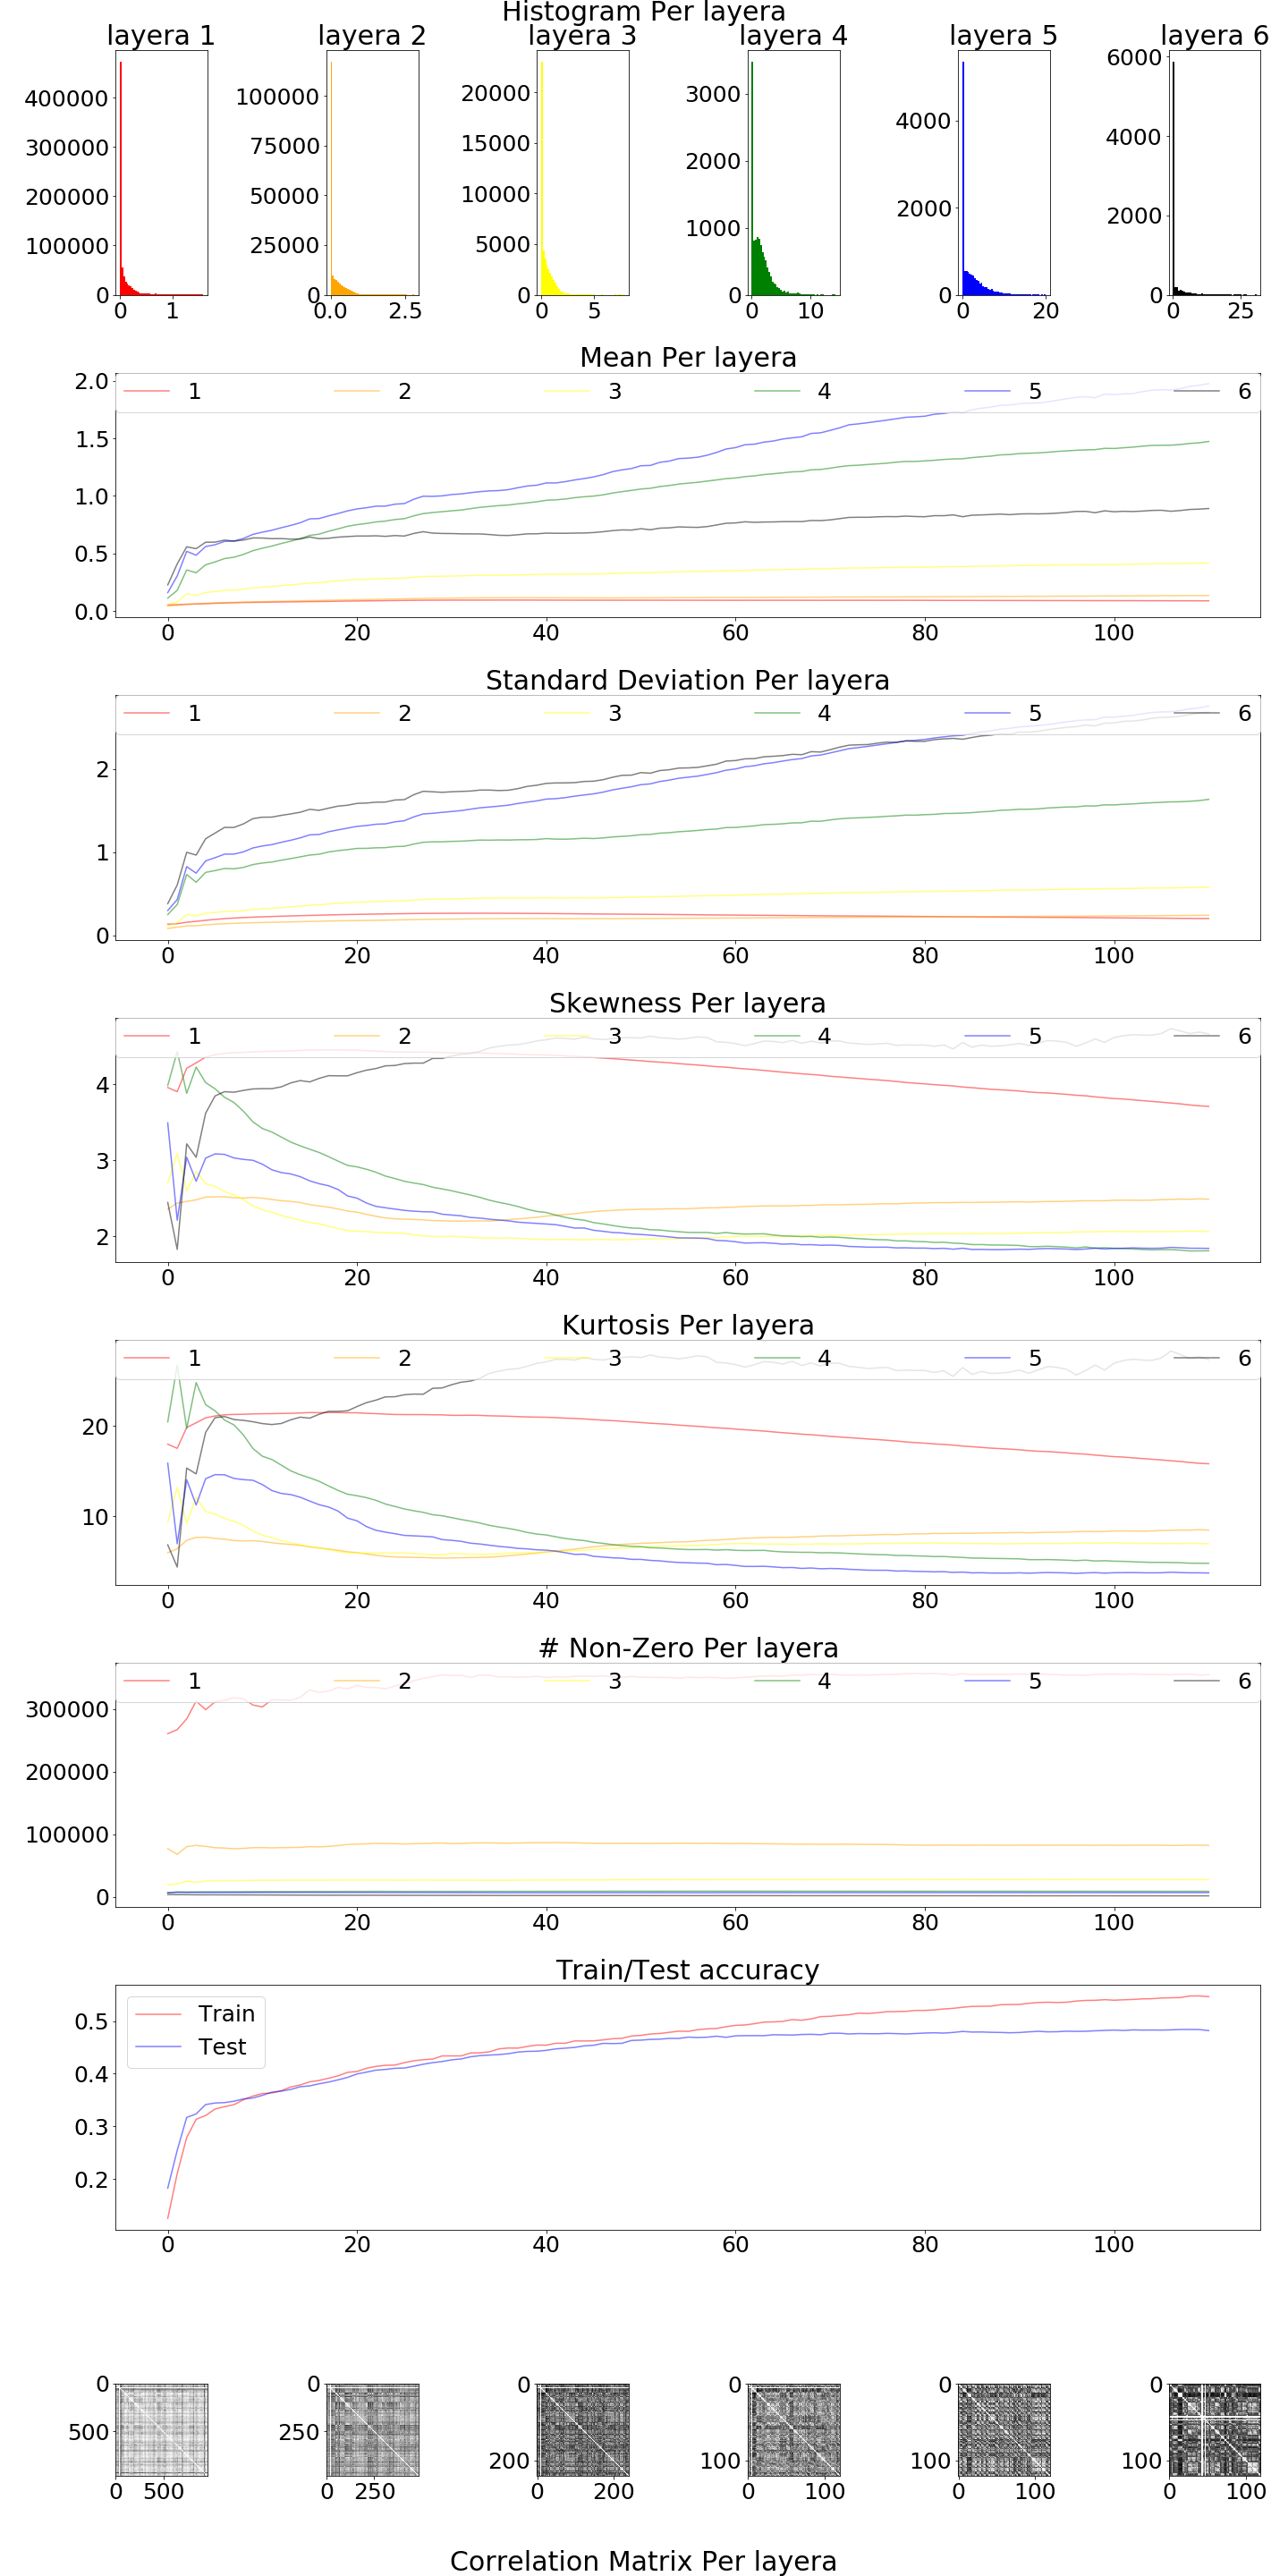 Histogram Per layera
layera 1 layera 2 layera 3 layera 4 layera 5 layera 6
400000 300000 200000 100000 0
0 1
100000 75000 50000 25000 0
0.0 2.5
20000 15000 10000 5000 0
0 5
3000 2000 1000 0
0 10
4000 2000 0
0 20
6000 4000 2000 0
0 25
Mean Per layera
1 2 3 4 5 6
2.0
1.5
1.0
0.5
0.0
0 20 40 60 80 100
Standard Deviation Per layera
1 2 3 4 5 6
2
1
0
0 20 40 60 80 100
Skewness Per layera
1 2 3 4 5 6
4
3
2
0 20 40 60 80 100
Kurtosis Per layera
1 2 3 4 5 6
20
10
0 20 40 60 80 100
# Non-Zero Per layera
1 2 3 4 5 6
300000
200000
100000
0
0 20 40 60 80 100
Train/Test accuracy
Train
Test
0.5
0.4
0.3
0.2
0 20 40 60 80 100
0 500
0 500
0 250
0 250
0 200
0 200
0 100
0 100
0 100
0 100
0 100
0 100
Correlation Matrix Per layera